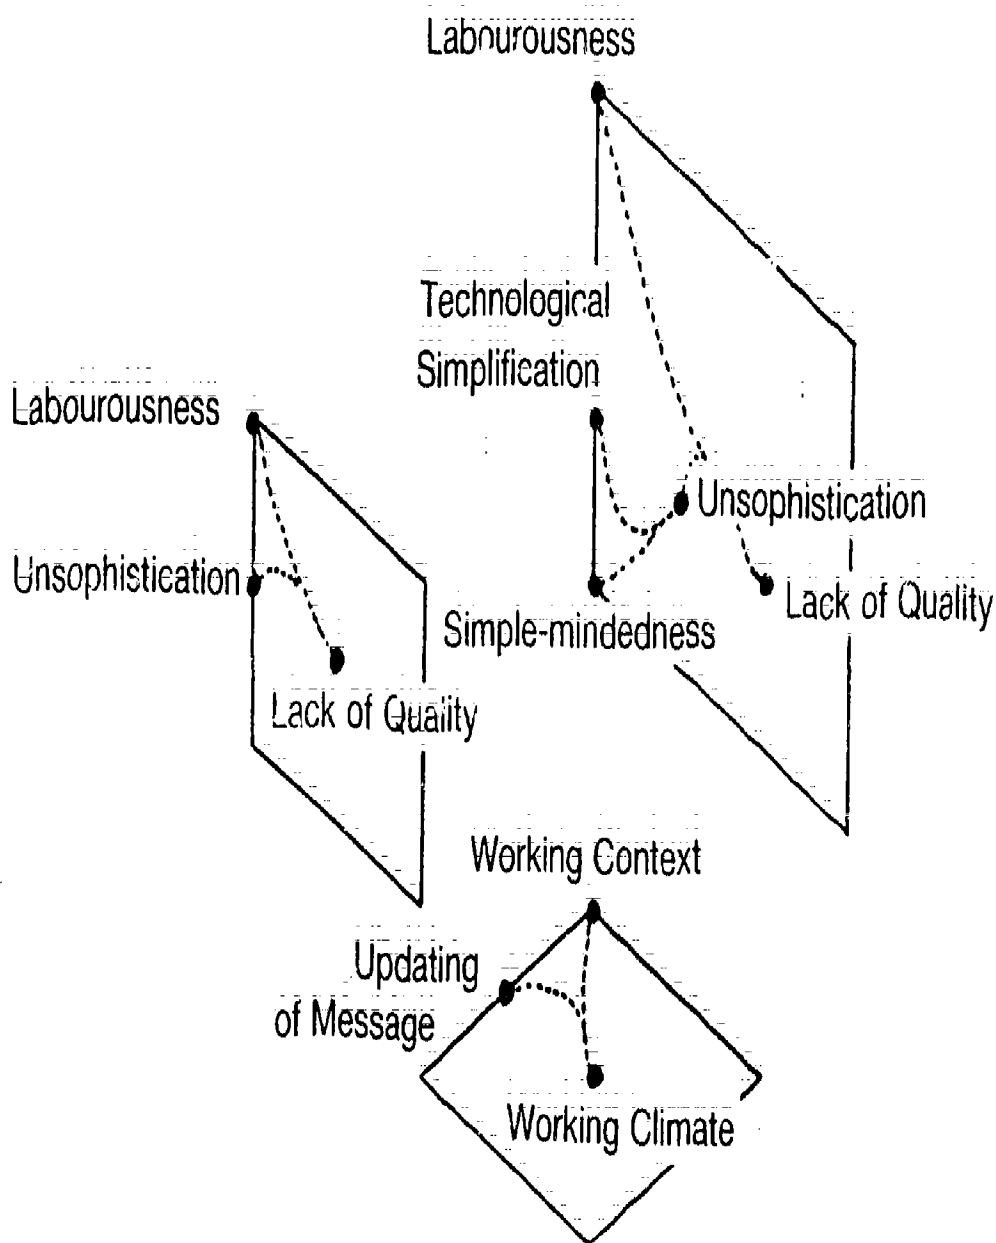 Labourousness
Technological
Simplification
Labourousness
Unsophistication
Unsophistication
Lack of Quality
Simple-mindedness
Lack of Quality
Working Context
Updating
of Message
Working Climate